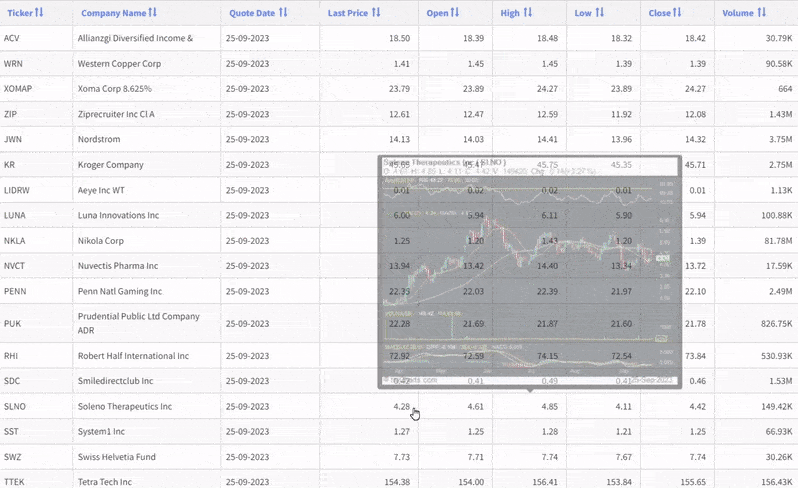 Ticker Company Name Quote Date Last Price Open High Low Close Volume
ACV Allianzgi Diversified Income & 25-09-2023 18.50 18.39 18.48 18.32 18.42 30.79K
WRN Western Copper Corp 25-09-2023 1.41 1.45 1.45 1.39 1.39 90.58K
XOMAP Xoma Corp 8.625% 25-09-2023 23.79 23.89 24.27 23.89 24.27 664
ZIP Ziprecruiter Inc Cl A 25-09-2023 12.61 12.47 12.59 11.92 12.08 1.43M
JWN Nordstrom 25-09-2023 14.13 14.03 14.41 13.96 14.32 3.75M
Soleno Therapeutics Inc (SLNO)
KR Kroger Company 25-09-2023 45.75 45.35 45.71 2.75M
LIDRW Aeye Inc WT 25-09-2023 0.01 0.02 0.02 0.01 0.01 1.13K
LUNA Luna Innovations Inc 25-09-2023 6.00 5.94 6.11 5.90 5.94 100.88K
NKLA Nikola Corp 25-09-2023 1.25 1.20 1.43 1.20 1.39 81.78M
NVCT Nuvectis Pharma Inc 25-09-2023 13.94 13.42 14.40 13.34 13.72 17.59K
PENN Penn Natl Gaming Inc 25-09-2023 22.35 22.03 22.39 21.97 22.10 2.49M
PUK Prudential Public Ltd Company
ADR 25-09-2023 22.28 21.69 21.87 21.60 21.78 826.75K
RHI Robert Half International Inc 25-09-2023 72.92 72.59 74.15 72.54 73.84 530.93K
SDC Smiledirectclub Inc 25-09-2023 0.41 0.49 0.46 1.53M
25-Sep-2023
SLNO Soleno Therapeutics Inc 25-09-2023 4.28 4.61 4.85 4.11 4.42 149.42K
SST System1 Inc 25-09-2023 1.27 1.25 1.28 1.21 1.25 66.93K
SWZ Swiss Helvetia Fund 25-09-2023 7.73 7.71 7.74 7.67 7.74 30.26K
TTEK Tetra Tech Inc 25-09-2023 154.38 154.00 156.41 153.84 155.65 156.43K